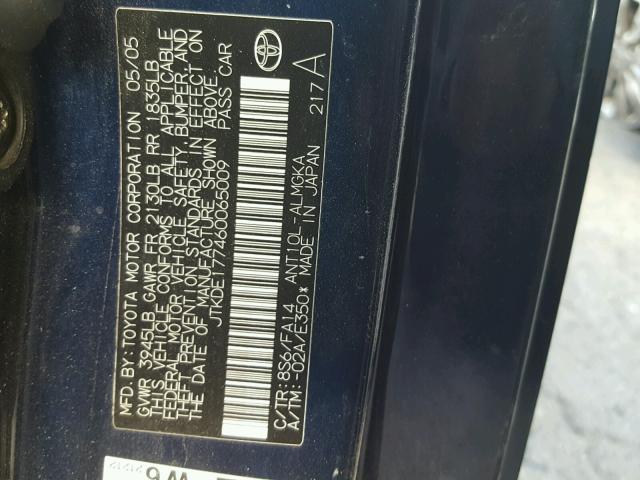 MFD.BY:TOYOTA MOTOR CORPORATION 05/05
GVWR 3945LB GAWR FR 2130LB RR 1835LB
THIS VEHICLE CONFORMS TO ALL APPLICABLE
FEDERAL MOTOR VEHICLE SAFETY, BUMPER, AND
THEFT PREVENTION STANDARDS IN EFFECT ON
THE DATE OF MANUFACTURE SHOWN ABOVE.
JTKDE177460065009 PASS CAR
C/TR:8S6/FA14 ANT10L-ALMGKA 217A
A/TM:-02A/E350* MADE IN JAPAN